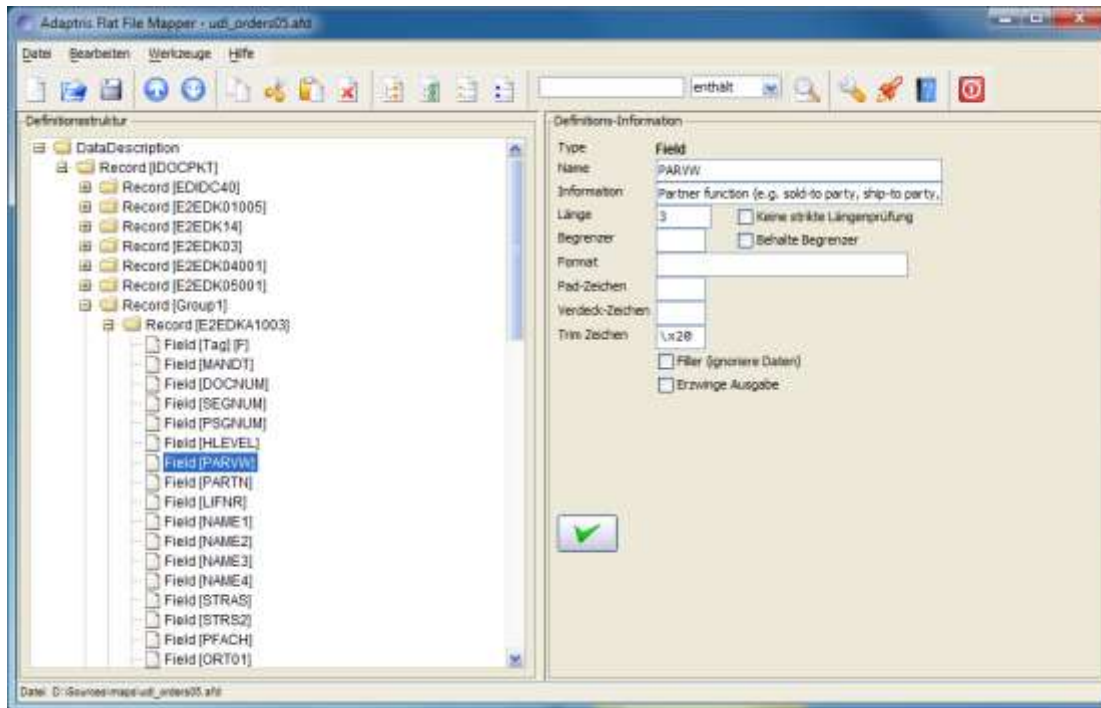 Adaptris Flat File Mapper - udi_orders05.afd
Datei Bearbeiten Werkzeuge Hilfe
enthält
Definitionsstruktur
DataDescription
Record [IDOCPKT]
Record [EDIDC40]
Record [E2EDK01005]
Record [E2EDK14]
Record [E2EDK03]
Record [E2EDK04001]
Record [E2EDK05001]
Record [Group1]
Record [E2EDKA1003]
Field [Tag] [F]
Field [MANDT]
Field [DOCNUM]
Field [SEGNUM]
Field [PSGNUM]
Field [HLEVEL]
Field [PARVW]
Field [PARTN]
Field [LIFNR]
Field [NAME1]
Field [NAME2]
Field [NAME3]
Field [NAME4]
Field [STRAS]
Field [STRS2]
Field [PFACH]
Field [ORT01]
Definitions-Information
Type Field
Name PARVW
Information Partner function (e.g. sold-to party, ship-to party,
Länge 3 Keine strikte Längenprüfung
Begrenzer Behalte Begrenzer
Format
Pad-Zeichen
Verdeck-Zeichen
Trim Zeichen \x20
Filler (ignoriere Daten)
Erzwinge Ausgabe
Datei: D:\Sources\maps\udi_orders05.afd